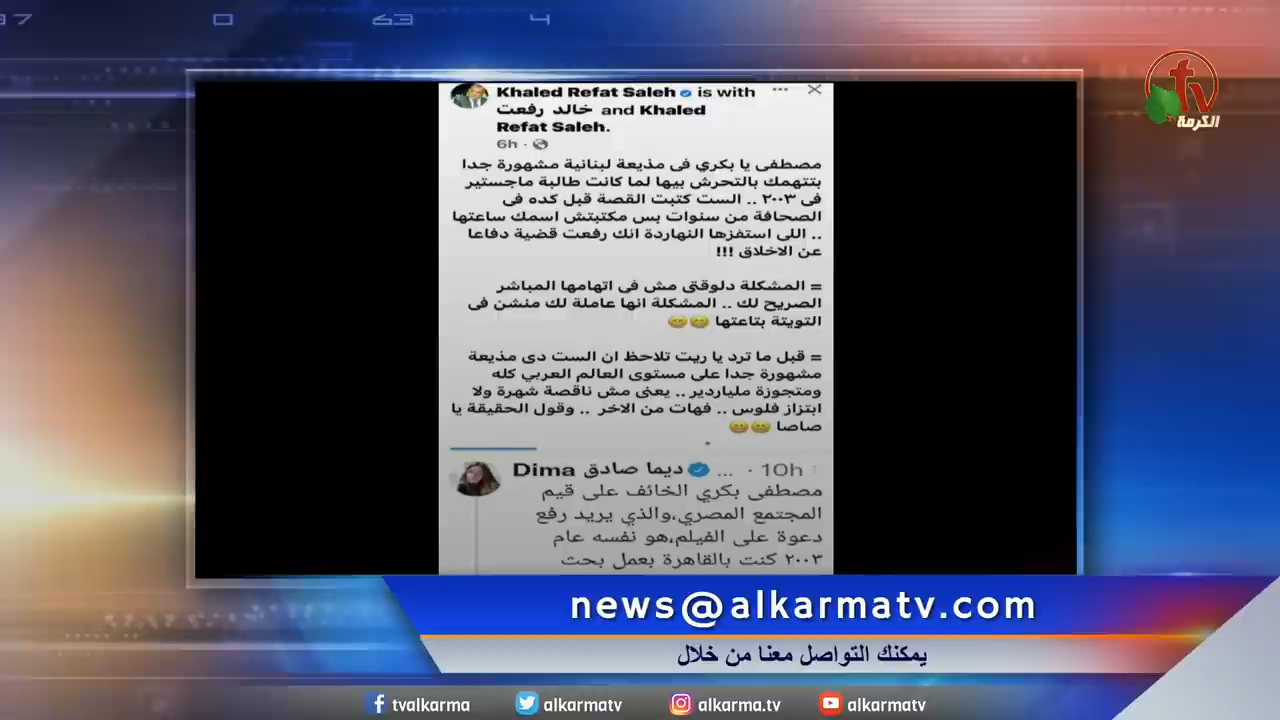 97 0 63 4
tv
الكرمة
Khaled Refat Saleh is with ...
خالد رفعت and Khaled
Refat Saleh.
6h ·
مصطفى يا بكري فى مذيعة لبنانية مشهورة جدا
بتتهمك بالتحرش بيها لما كانت طالبة ماجستير
فى ٢٠٠٣ .. الست كتبت القصة قبل كده فى
الصحافة من سنوات بس مكتبتش اسمك ساعتها
.. اللى استفزها النهاردة انك رفعت قضية دفاعا
عن الاخلاق !!!
= المشكلة دلوقتى مش فى اتهامها المباشر
الصريح لك .. المشكلة انها عاملة لك منشن فى
التويتة بتاعتها 😁😁
= قبل ما ترد يا ريت تلاحظ ان الست دى مذيعة
مشهورة جدا على مستوى العالم العربي كله
ومتجوزة ملياردير .. يعنى مش ناقصة شهرة ولا
ابتزاز فلوس .. فهات من الاخر .. وقول الحقيقة يا
صاصا 😁😁
Dima ديما صادق ... · 10h
مصطفى بكري الخائف على قيم
المجتمع المصري،والذي يريد رفع
دعوة على الفيلم،هو نفسه عام
٢٠٠٣ كنت بالقاهرة بعمل بحث
news@alkarmatv.com
يمكنك التواصل معنا من خلال
tvalkarma alkarmatv alkarma.tv alkarmatv